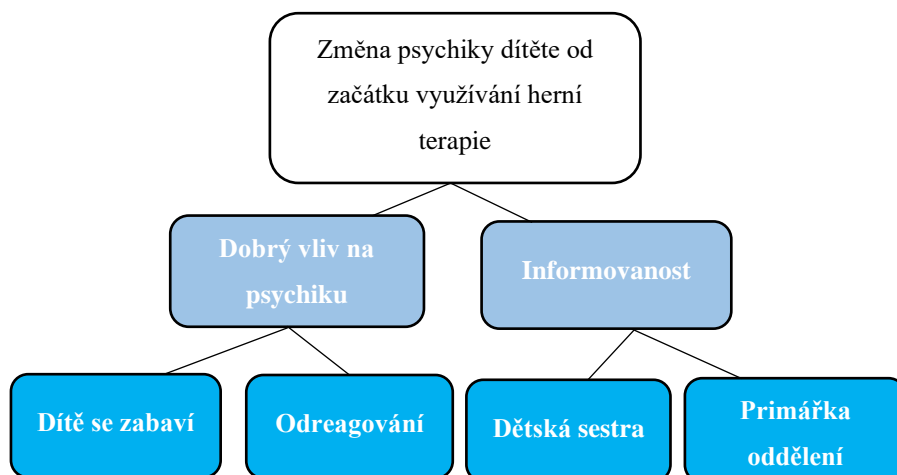 Změna psychiky dítěte od
začátku využívání herní
terapie
Dobrý vliv na
psychiku
Informovanost
Dítě se zabaví
Odreagování
Dětská sestra
Primářka
oddělení